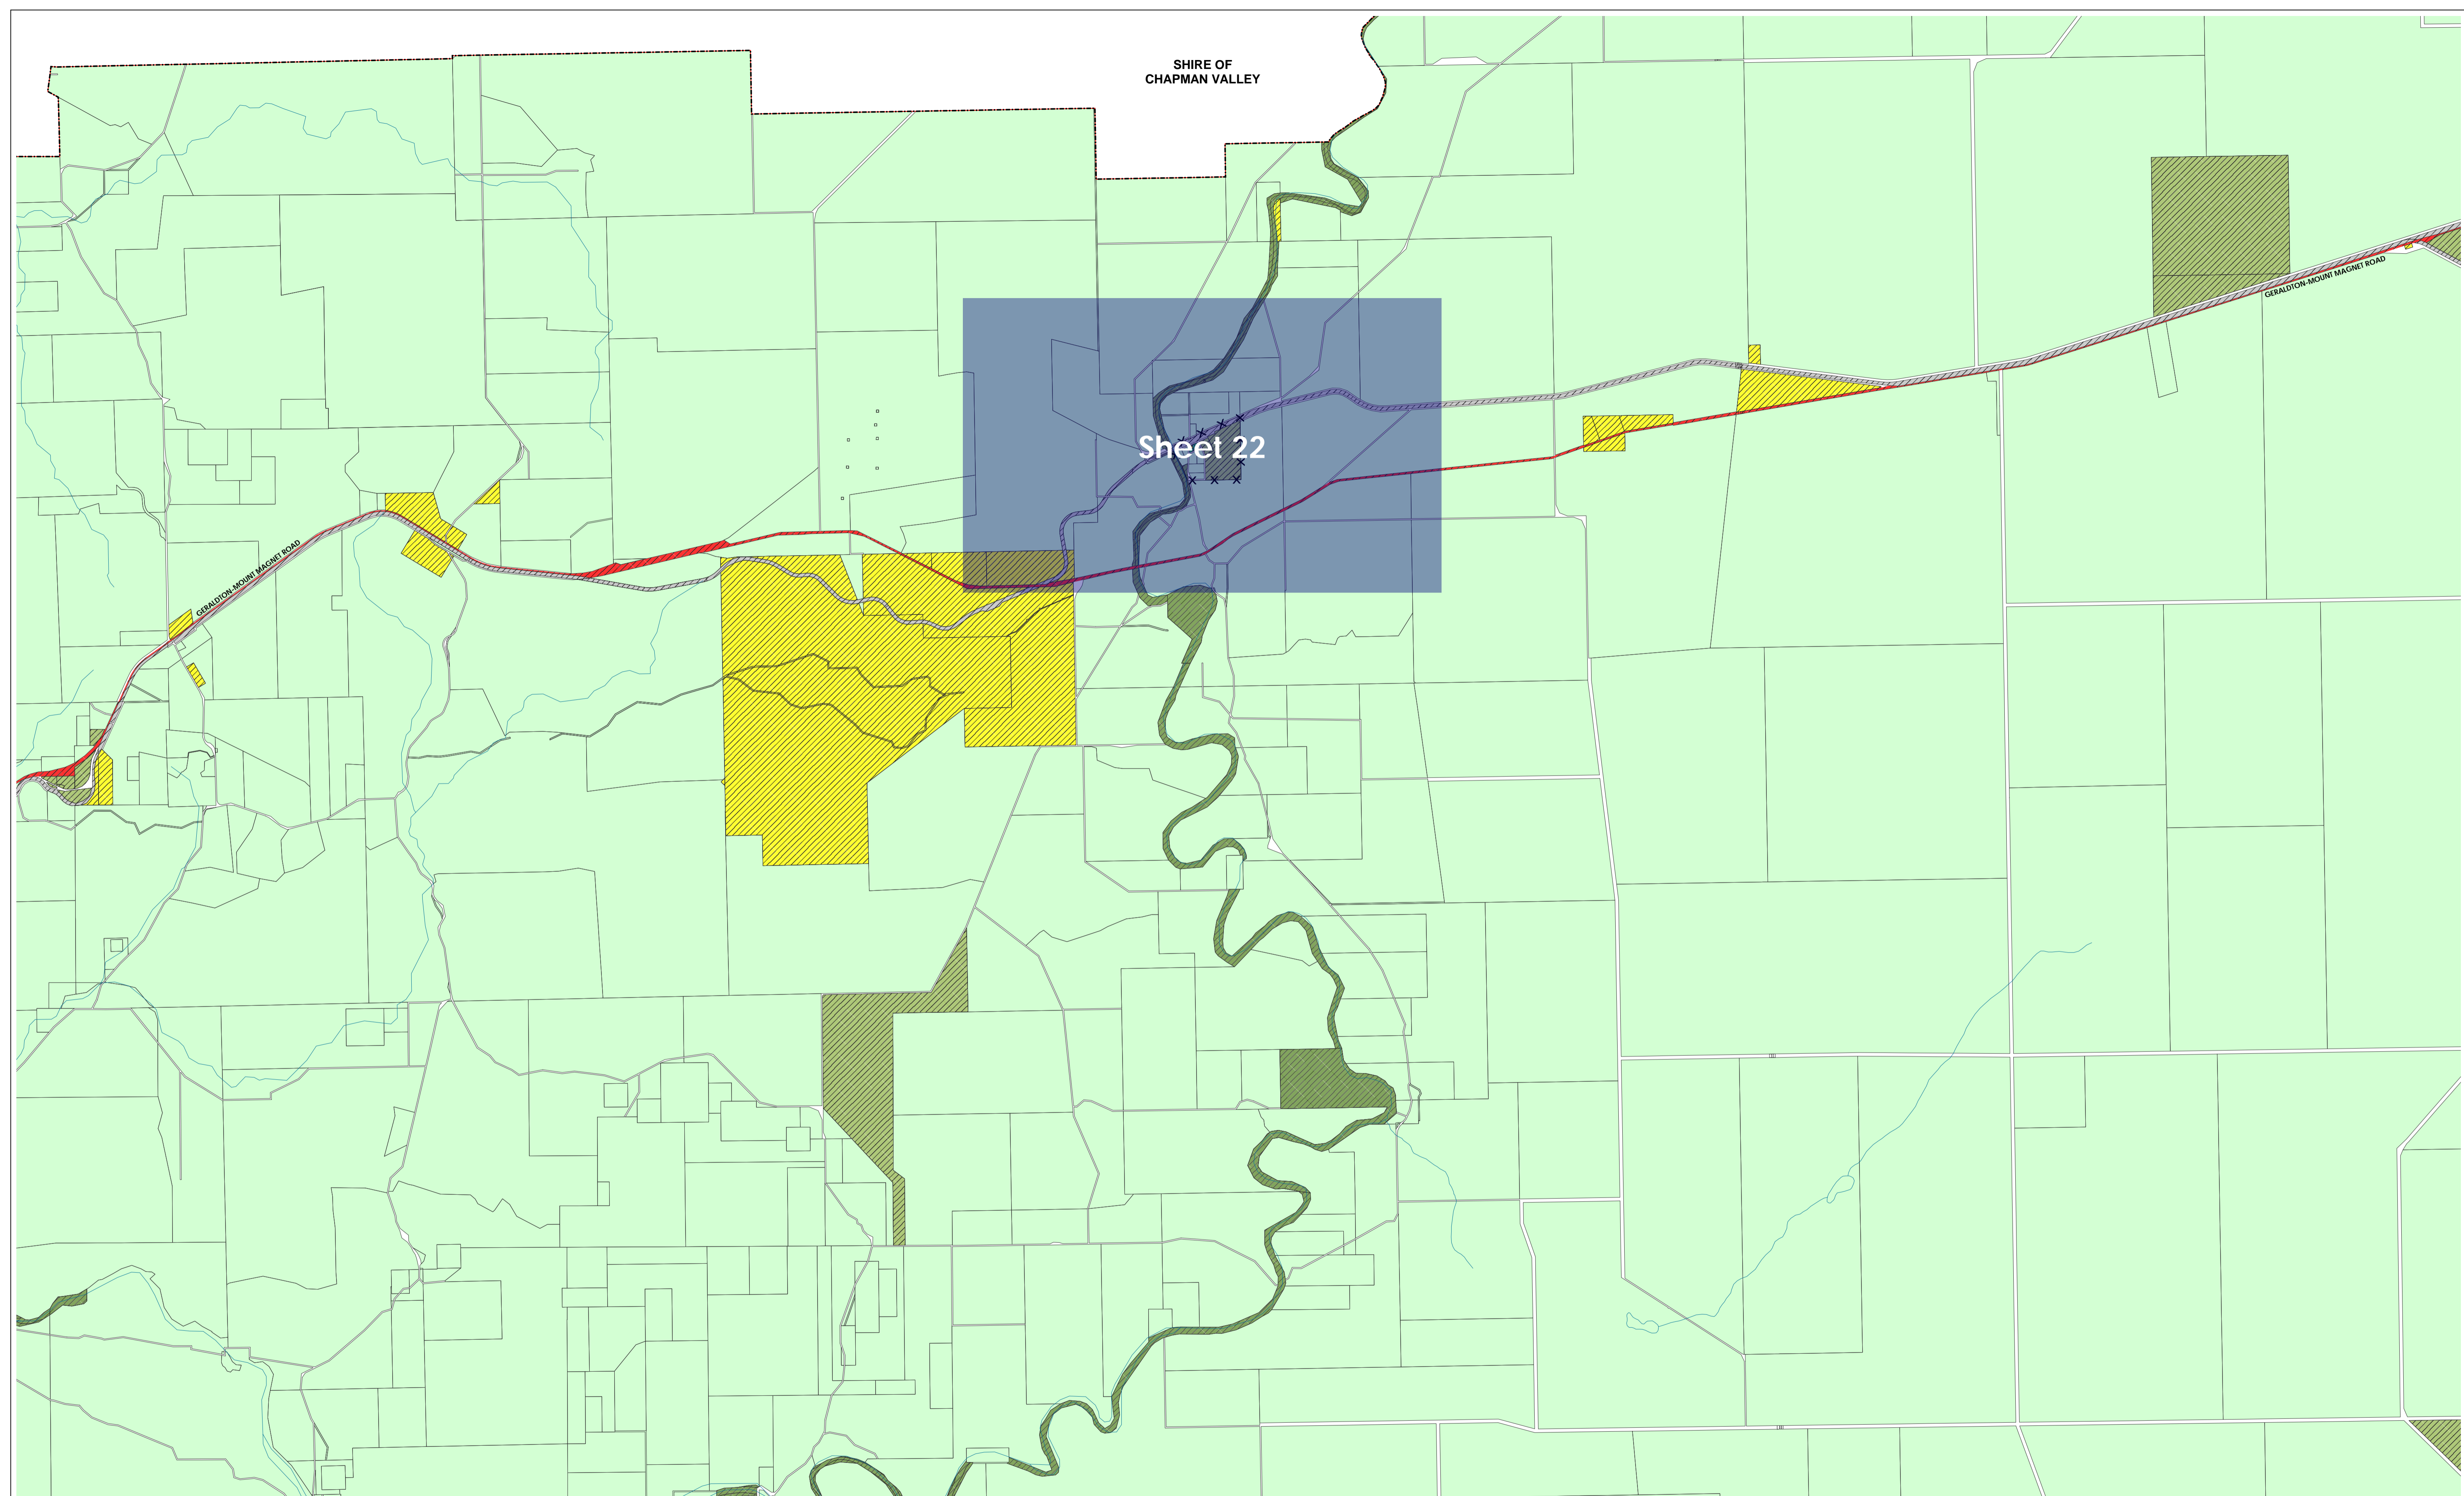 SHIRE OF
CHAPMAN VALLEY
GERALDTON-MOUNT MAGNET ROAD
Sheet 22
GERALDTON-MOUNT MAGNET ROAD